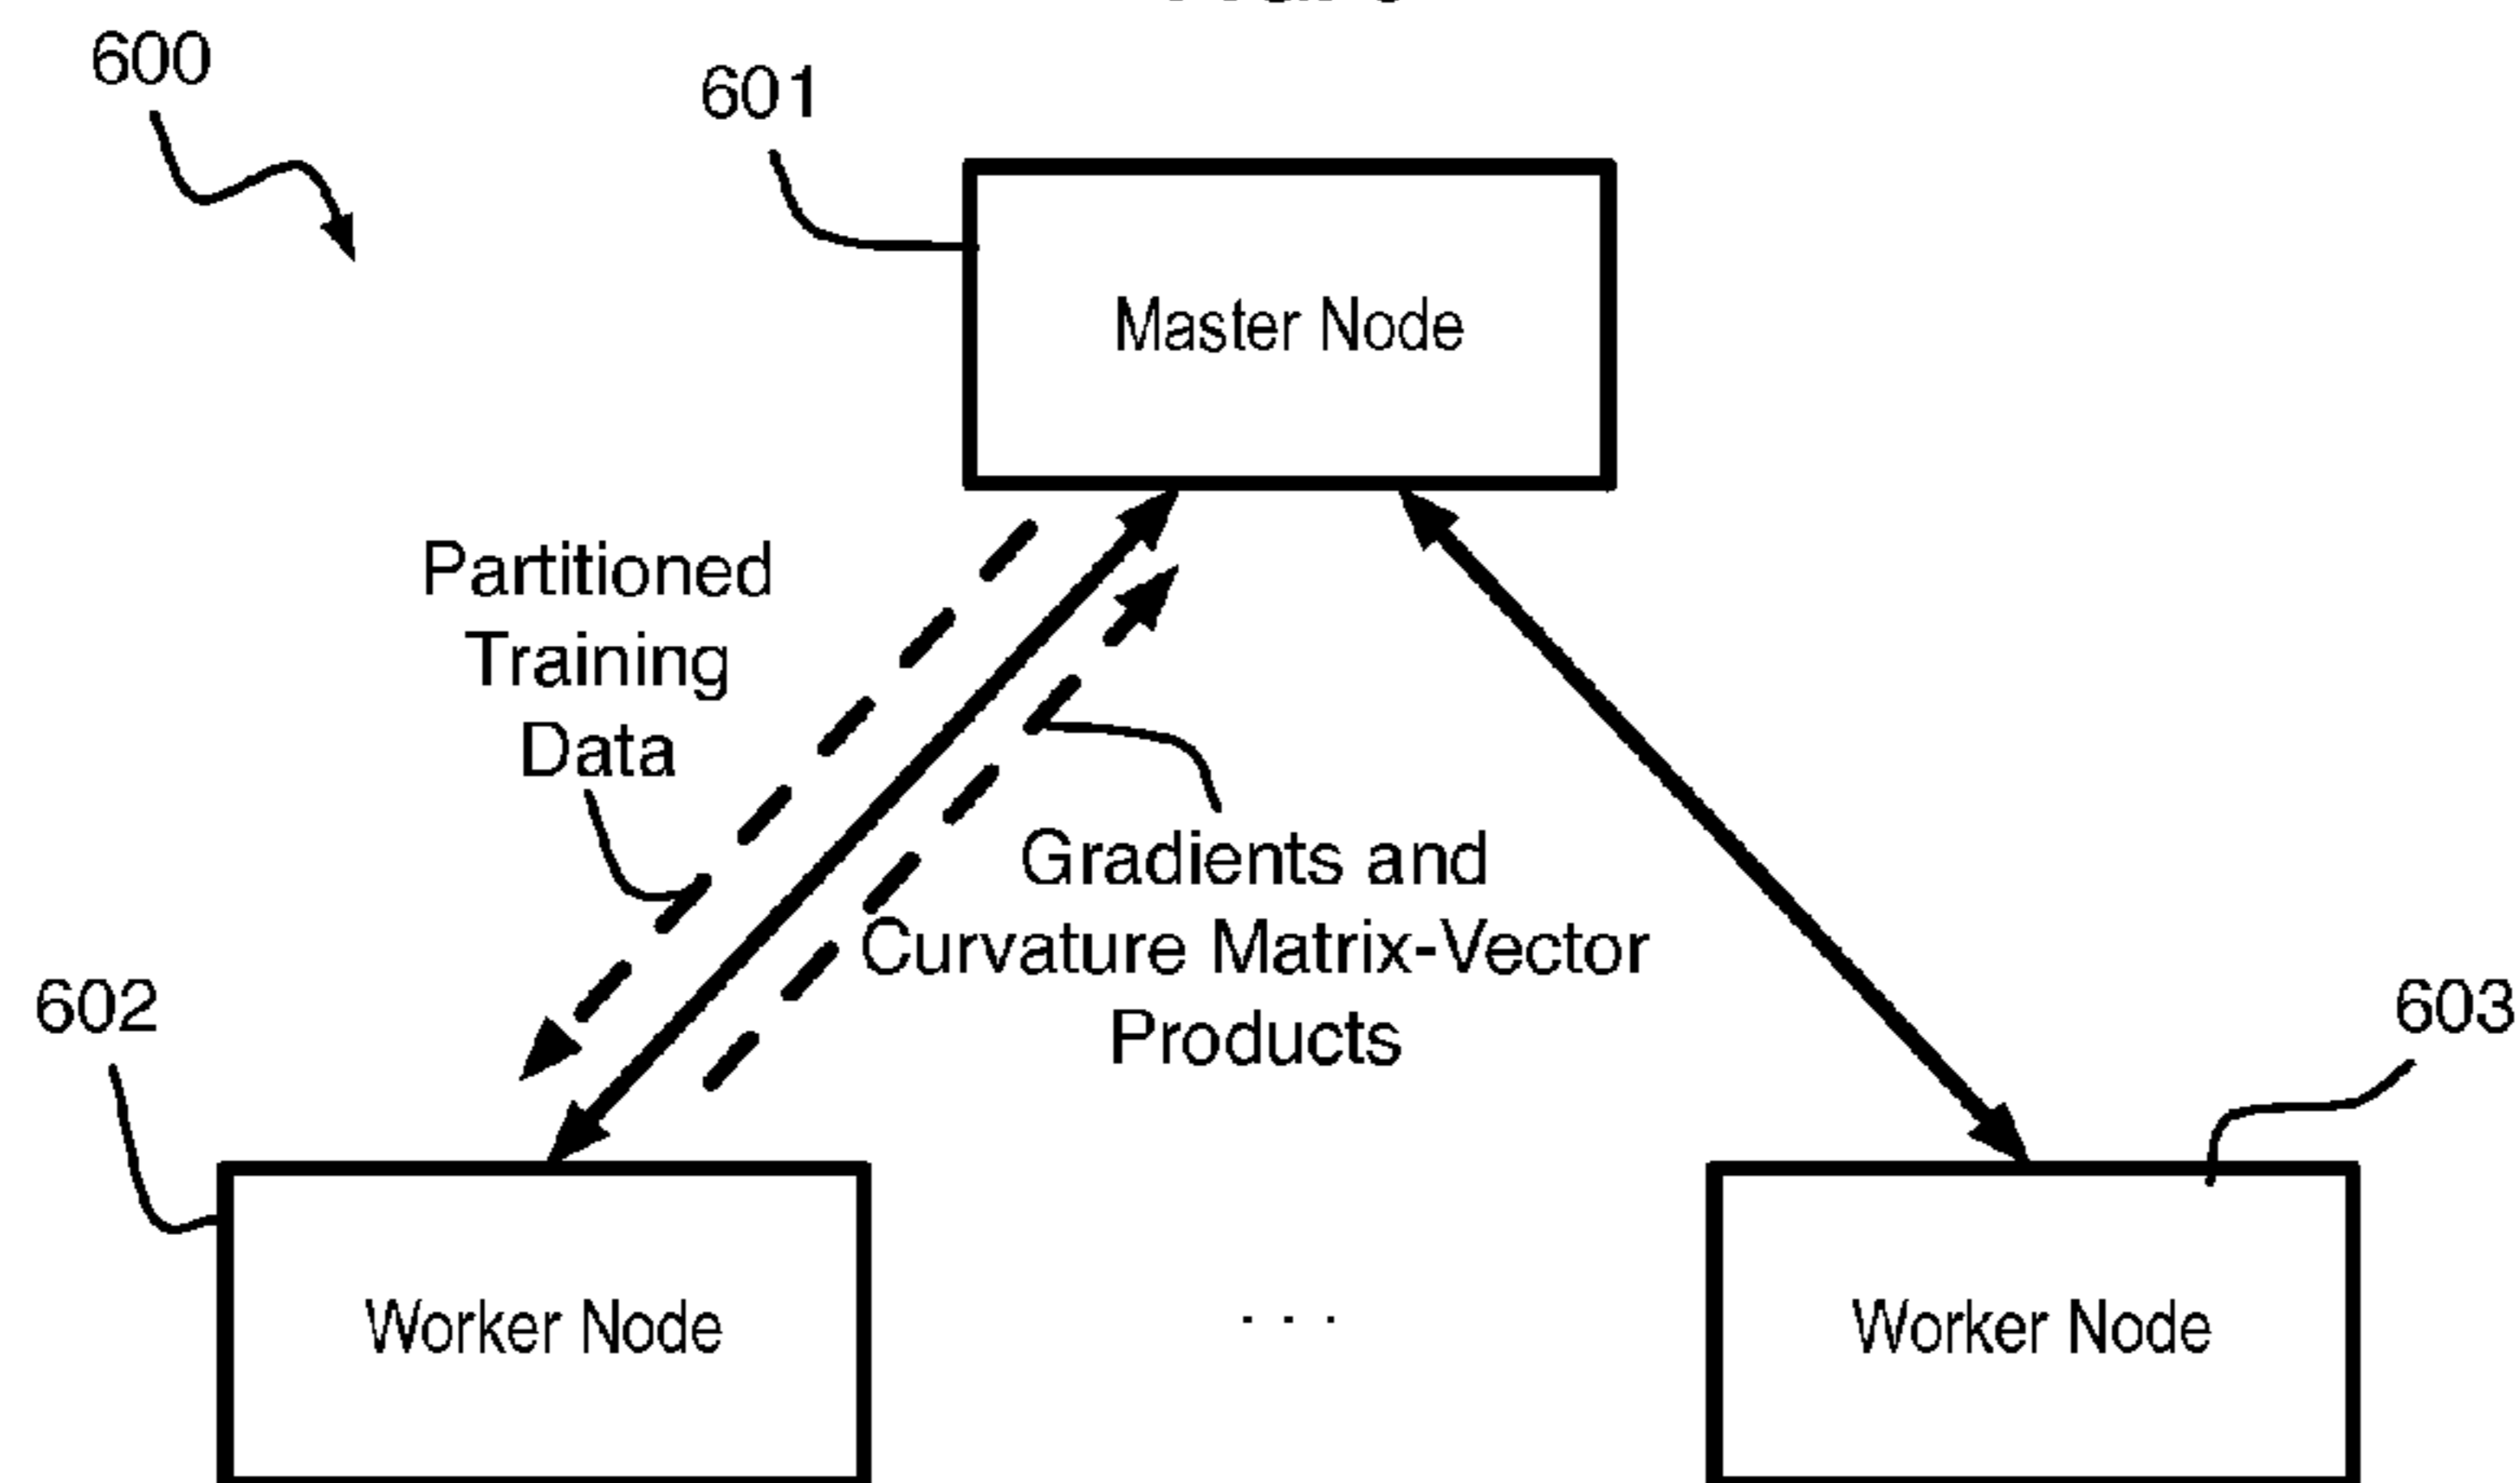 600
601
Master Node
Partitioned
Training
Data
Gradients and
Curvature Matrix-Vector
Products
602
603
Worker Node
. . .
Worker Node